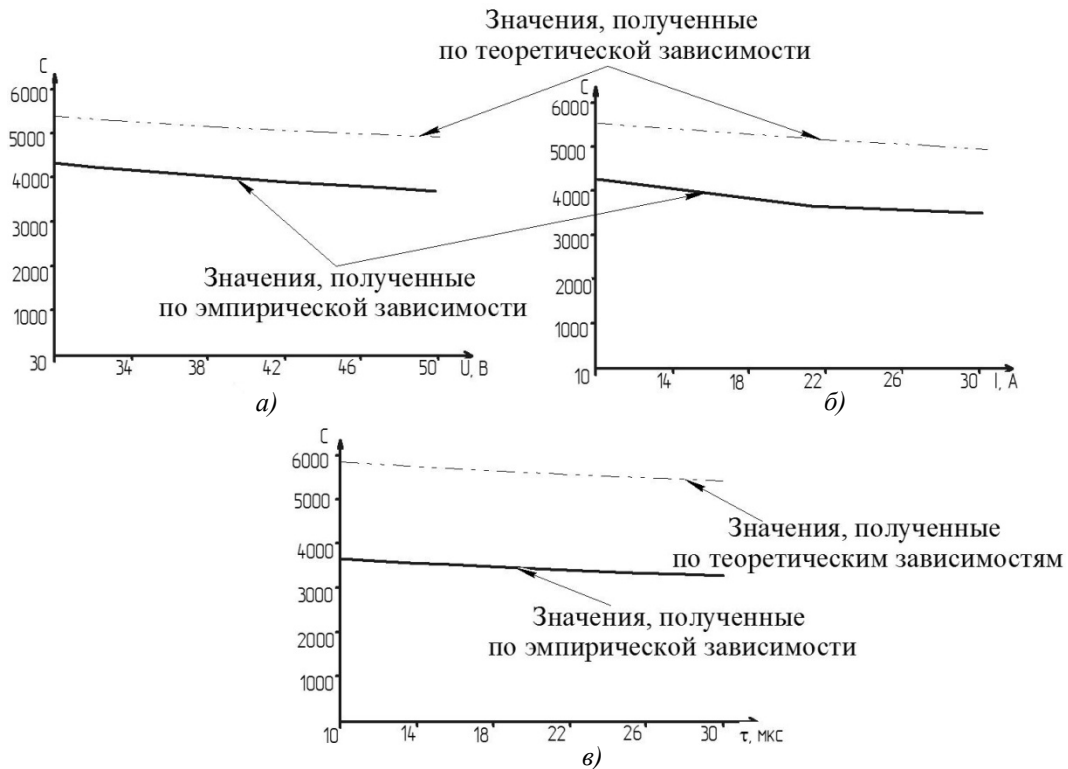 Значения, полученные
по теоретической зависимости
С
6000
5000
4000
3000
2000
1000
30
34
38
42
46
50
U, В
С
6000
5000
4000
3000
2000
1000
10
14
18
22
26
30
I, А
Значения, полученные
по эмпирической зависимости
а)
б)
С
6000
5000
4000
3000
2000
1000
10
14
18
22
26
30
τ, мкс
Значения, полученные
по теоретическим зависимостям
Значения, полученные
по эмпирической зависимости
в)